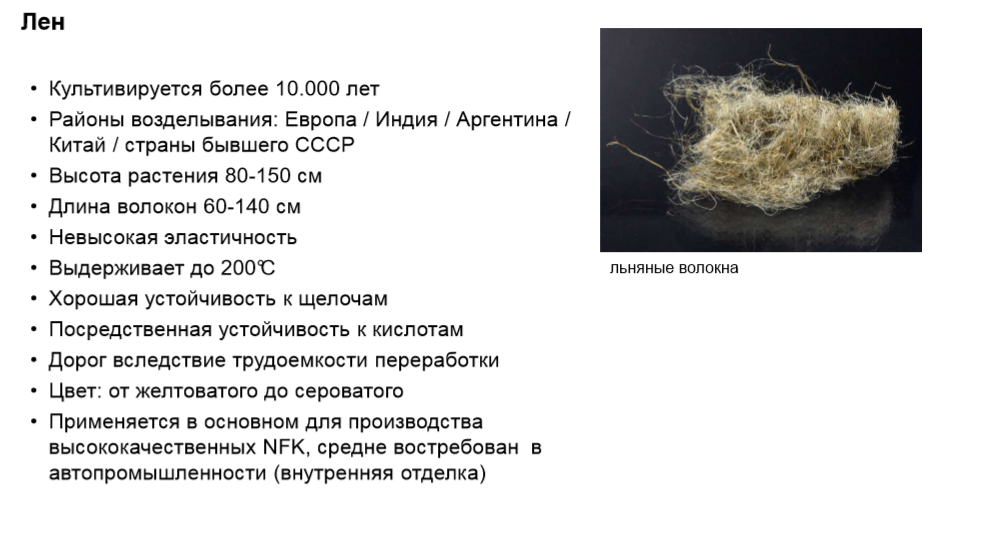 Лен
• Культивируется более 10.000 лет
• Районы возделывания: Европа / Индия / Аргентина /
Китай / страны бывшего СССР
• Высота растения 80-150 см
• Длина волокон 60-140 см
• Невысокая эластичность
• Выдерживает до 200°C
• Хорошая устойчивость к щелочам
• Посредственная устойчивость к кислотам
• Дорог вследствие трудоемкости переработки
• Цвет: от желтоватого до сероватого
• Применяется в основном для производства
высококачественных NFK, средне востребован в
автопромышленности (внутренняя отделка)
льняные волокна